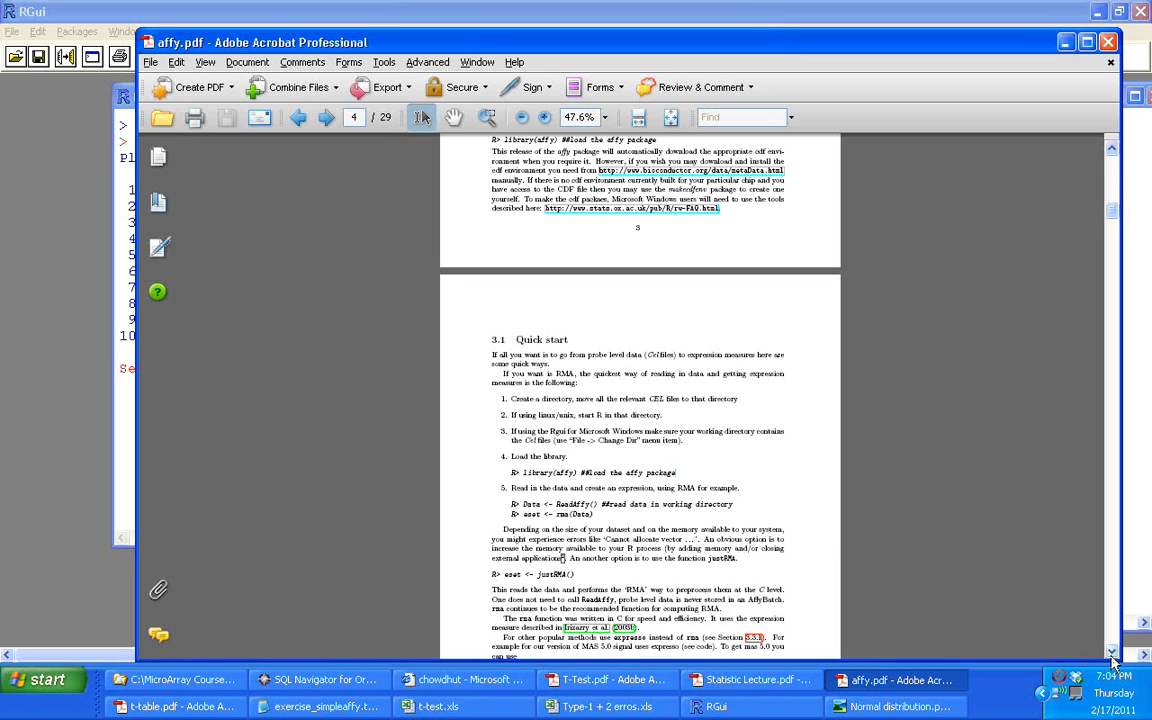 RGui
File Edit Packages Windo
affy.pdf - Adobe Acrobat Professional
File Edit View Document Comments Forms Tools Advanced Window Help
Create PDF Combine Files Export Secure Sign Forms Review & Comment
4 / 29 47.6% Find
>
>
Pl
1
2
3
4
5
6
7
8
9
10
Se
R> library(affy) ##load the affy package
This release of the affy package will automatically download the appropriate cdf envi-
ronment when you require it. However, if you wish you may download and install the
cdf environment you need from http://www.bioconductor.org/data/metaData.html
manually. If there is no cdf environment currently built for your particular chip and you
have access to the CDF file then you may use the makecdfenv package to create one
yourself. To make the cdf packaes, Microsoft Windows users will need to use the tools
described here: http://www.stats.ox.ac.uk/pub/R/rw-FAQ.html
3
3.1 Quick start
If all you want is to go from probe level data (Cel files) to expression measures here are
some quick ways.
If you want is RMA, the quickest way of reading in data and getting expression
measures is the following:
1. Create a directory, move all the relevant CEL files to that directory
2. If using linux/unix, start R in that directory.
3. If using the Rgui for Microsoft Windows make sure your working directory contains
the Cel files (use “File -> Change Dir” menu item).
4. Load the library.
R> library(affy) ##load the affy package
5. Read in the data and create an expression, using RMA for example.
R> Data <- ReadAffy() ##read data in working directory
R> eset <- rma(Data)
Depending on the size of your dataset and on the memory available to your system,
you might experience errors like ‘Cannot allocate vector ...’. An obvious option is to
increase the memory available to your R process (by adding memory and/or closing
external applications. An another option is to use the function justRMA.
R> eset <- justRMA()
This reads the data and performs the ‘RMA’ way to preprocess them at the C level.
One does not need to call ReadAffy, probe level data is never stored in an AffyBatch.
rma continues to be the recommended function for computing RMA.
The rma function was written in C for speed and efficiency. It uses the expression
measure described in Irizarry et al. (2003b).
For other popular methods use expresso instead of rma (see Section 3.3.1). For
example for our version of MAS 5.0 signal uses expresso (see code). To get mas 5.0 you
can use
start C:\MicroArray Course... SQL Navigator for Or... chowdhut - Microsoft ... T-Test.pdf - Adobe A... Statistic Lecture.pdf -... affy.pdf - Adobe Acr... 7:04 PM
Thursday
t-table.pdf - Adobe A... exercise_simpleaffy.t... t-test.xls Type-1 + 2 erros.xls RGui Normal distribution.p... 2/17/2011